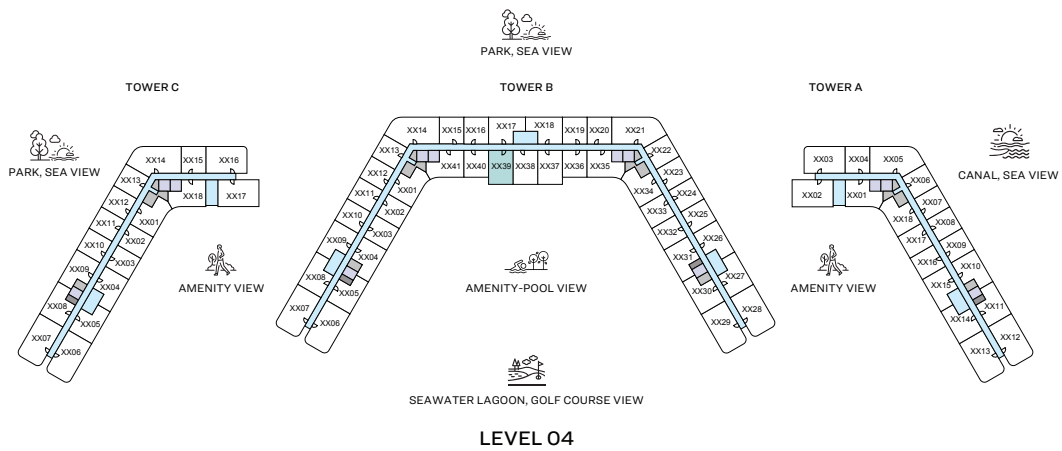 PARK, SEA VIEW
TOWER C
TOWER B
TOWER A
PARK, SEA VIEW
CANAL, SEA VIEW
XX14 XX15 XX16
XX13
XX18 XX17
XX12
XX01
XX11
XX02
XX10
XX03
XX09
XX04
XX08
XX05
XX07
XX06
AMENITY VIEW
XX14 XX15 XX16 XX17 XX18 XX19 XX20 XX21
XX13
XX41 XX40 XX39 XX38 XX37 XX36 XX35
XX22
XX12
XX01
XX23
XX34
XX11
XX02
XX24
XX33
XX10
XX03
XX25
XX32
XX09
XX04
XX26
XX31
XX08
XX05
XX27
XX30
XX07
XX06
XX28
XX29
AMENITY-POOL VIEW
XX03 XX04 XX05
XX02 XX01
XX06
XX18
XX07
XX17
XX08
XX16
XX09
XX15
XX10
XX14
XX11
XX13
XX12
AMENITY VIEW
SEAWATER LAGOON, GOLF COURSE VIEW
LEVEL 04